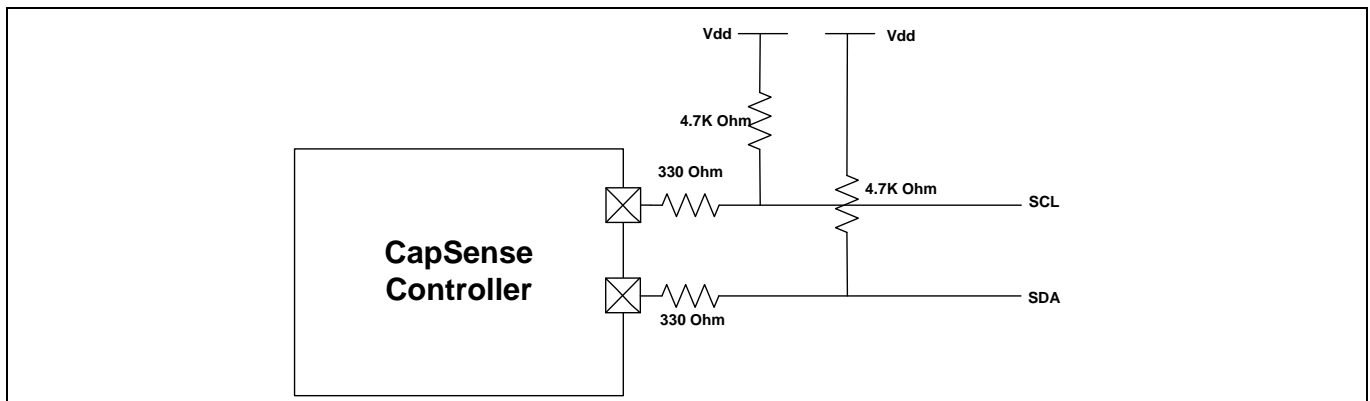 Vdd
Vdd
4.7K Ohm
330 Ohm
4.7K Ohm
SCL
CapSense
Controller
SDA
330 Ohm